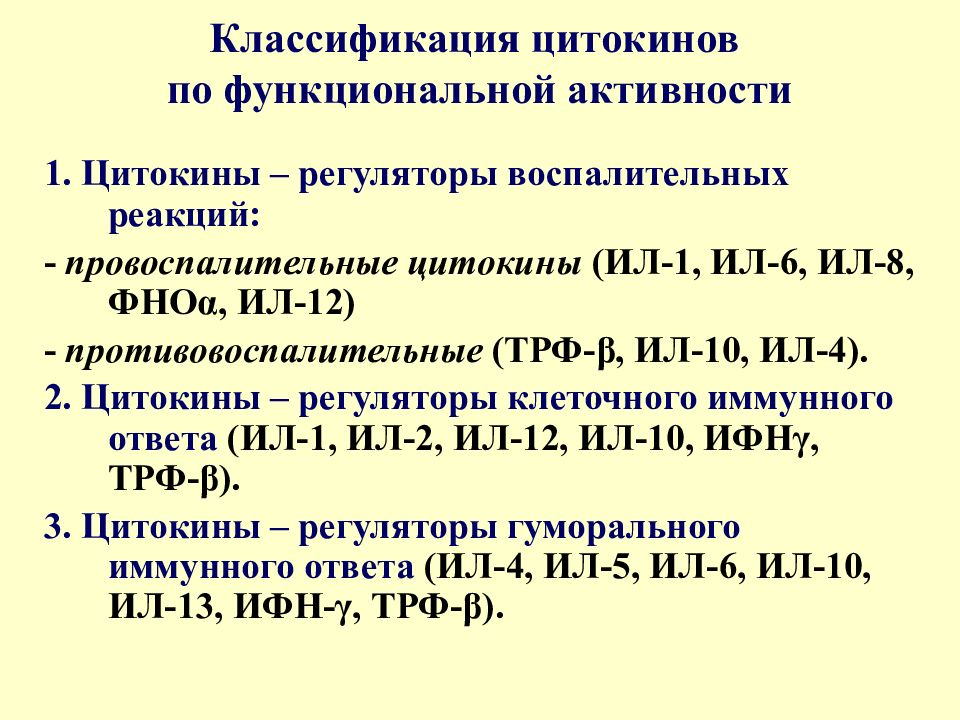 Классификация цитокинов
по функциональной активности
1. Цитокины – регуляторы воспалительных
реакций:
- провоспалительные цитокины (ИЛ-1, ИЛ-6, ИЛ-8,
ФНОα, ИЛ-12)
- противовоспалительные (ТРФ-β, ИЛ-10, ИЛ-4).
2. Цитокины – регуляторы клеточного иммунного
ответа (ИЛ-1, ИЛ-2, ИЛ-12, ИЛ-10, ИФНγ,
ТРФ-β).
3. Цитокины – регуляторы гуморального
иммунного ответа (ИЛ-4, ИЛ-5, ИЛ-6, ИЛ-10,
ИЛ-13, ИФН-γ, ТРФ-β).